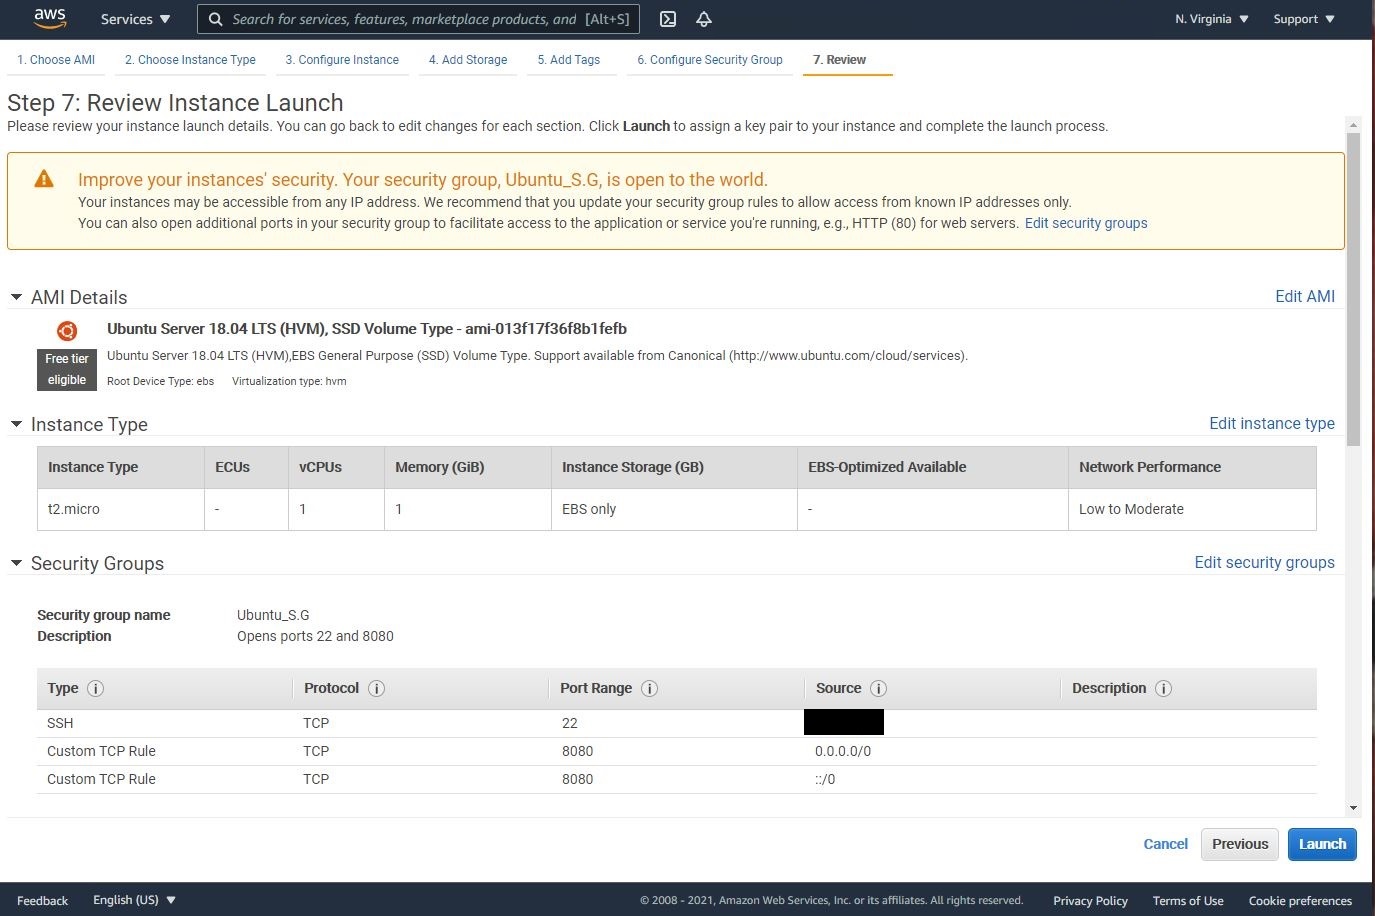 aws Services Search for services, features, marketplace products, and [Alt+S] N. Virginia Support
1. Choose AMI 2. Choose Instance Type 3. Configure Instance 4. Add Storage 5. Add Tags 6. Configure Security Group 7. Review
Step 7: Review Instance Launch
Please review your instance launch details. You can go back to edit changes for each section. Click Launch to assign a key pair to your instance and complete the launch process.
Improve your instances' security. Your security group, Ubuntu_S.G, is open to the world.
Your instances may be accessible from any IP address. We recommend that you update your security group rules to allow access from known IP addresses only.
You can also open additional ports in your security group to facilitate access to the application or service you're running, e.g., HTTP (80) for web servers. Edit security groups
AMI Details Edit AMI
Ubuntu Server 18.04 LTS (HVM), SSD Volume Type - ami-013f17f36f8b1fefb
Free tier eligible
Ubuntu Server 18.04 LTS (HVM),EBS General Purpose (SSD) Volume Type. Support available from Canonical (http://www.ubuntu.com/cloud/services).
Root Device Type: ebs Virtualization type: hvm
Instance Type Edit instance type
Instance Type ECUs vCPUs Memory (GiB) Instance Storage (GB) EBS-Optimized Available Network Performance
t2.micro - 1 1 EBS only - Low to Moderate
Security Groups Edit security groups
Security group name Ubuntu_S.G
Description Opens ports 22 and 8080
Type Protocol Port Range Source Description
SSH TCP 22
Custom TCP Rule TCP 8080 0.0.0.0/0
Custom TCP Rule TCP 8080 ::/0
Cancel Previous Launch
Feedback English (US) © 2008 - 2021, Amazon Web Services, Inc. or its affiliates. All rights reserved. Privacy Policy Terms of Use Cookie preferences